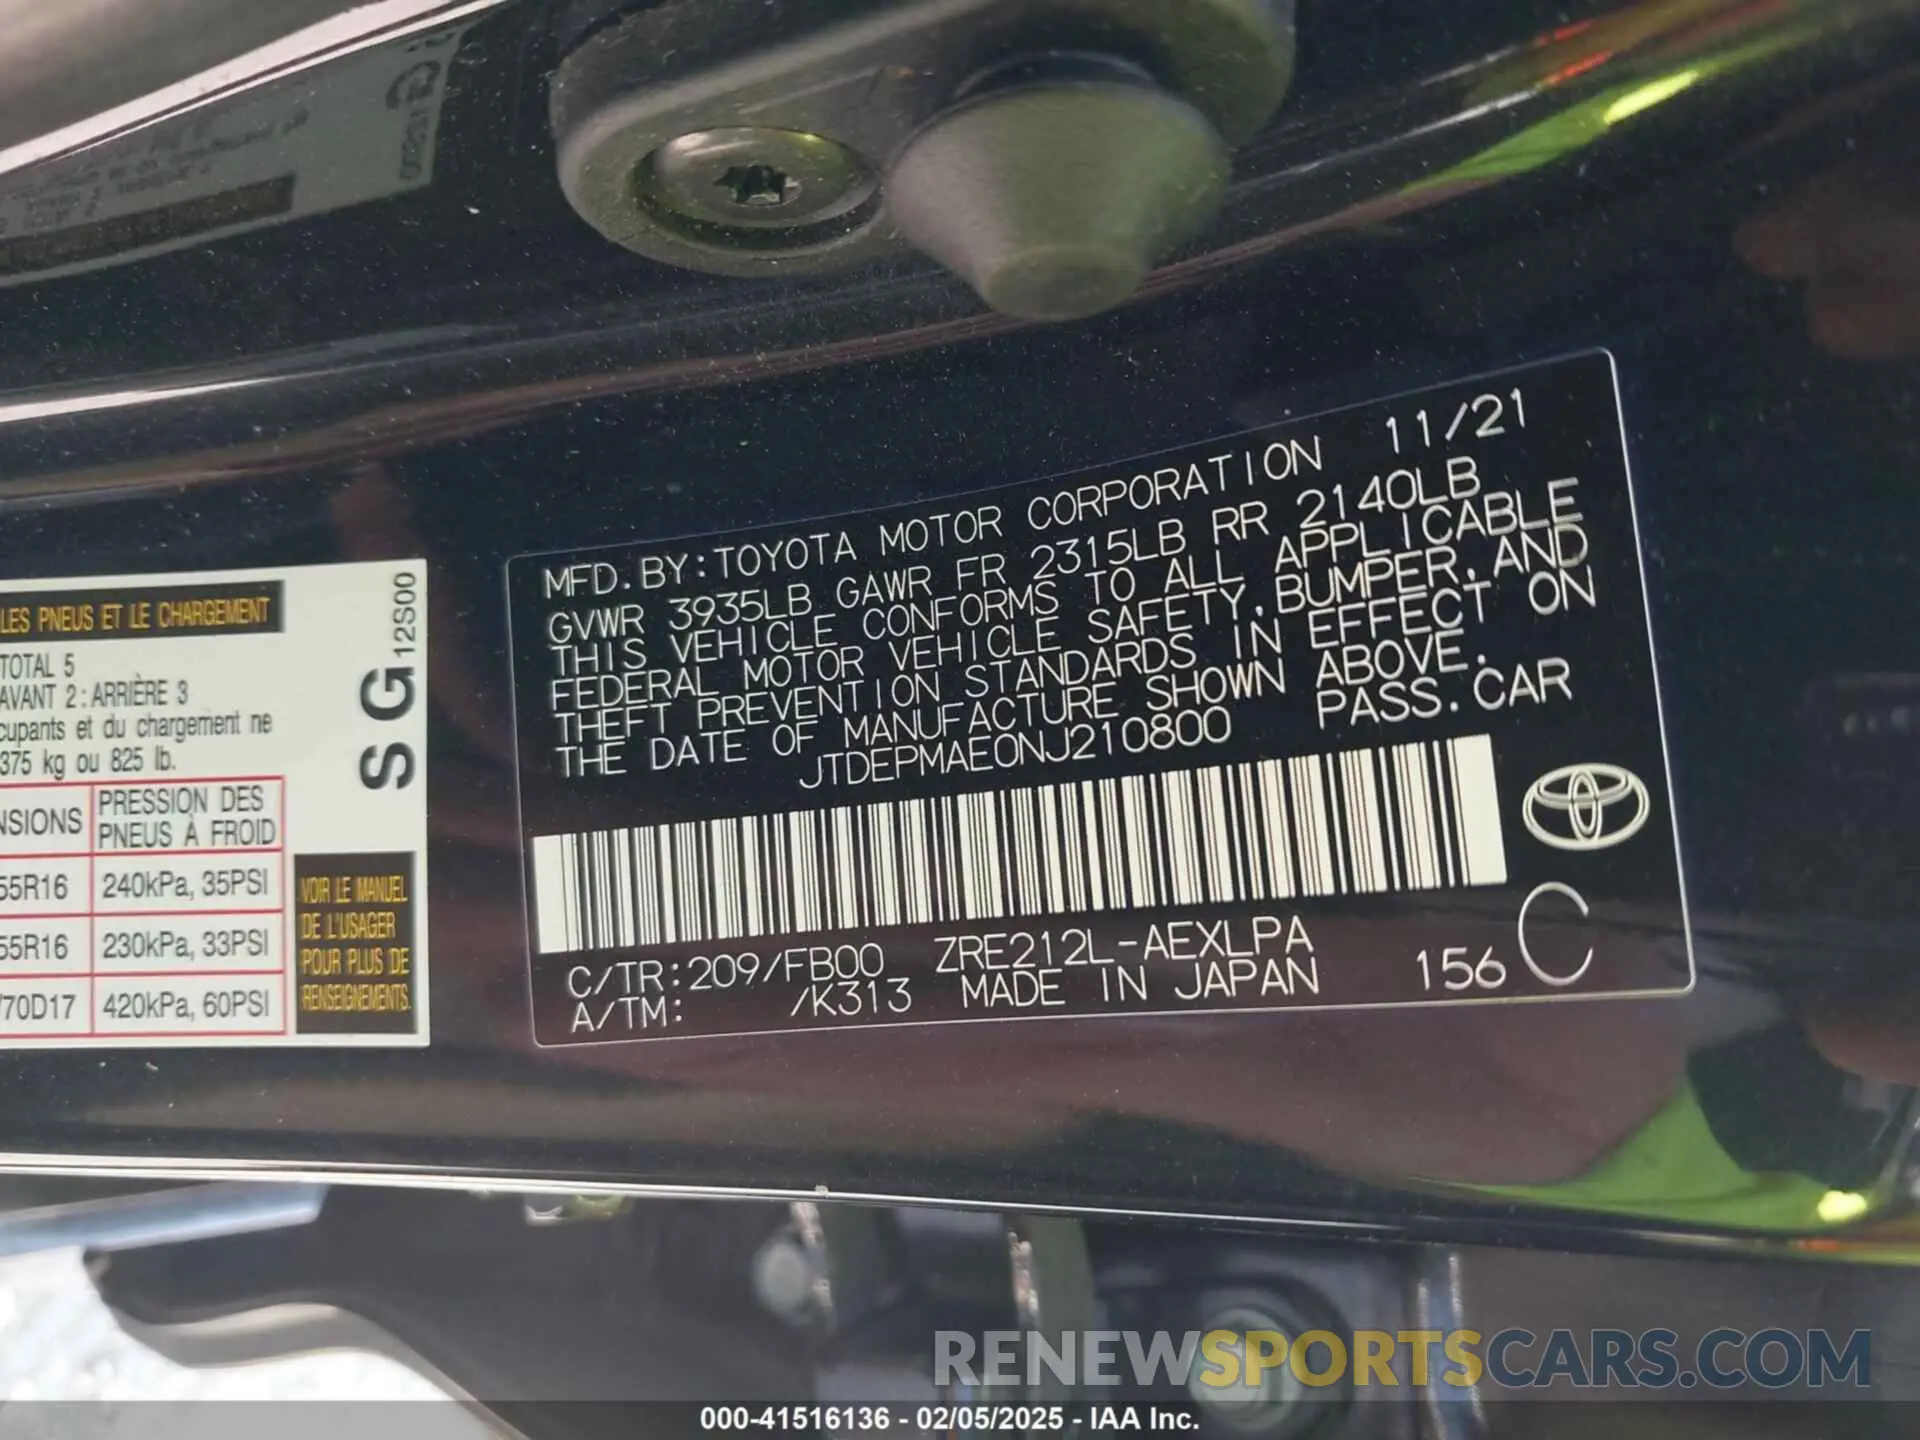 LES PNEUS ET LE CHARGEMENT
TOTAL 5
AVANT 2 : ARRIÈRE 3
cupants et du chargement ne
375 kg ou 825 lb.
NSIONS PRESSION DES
PNEUS À FROID
55R16 240kPa, 35PSI
55R16 230kPa, 33PSI
/70D17 420kPa, 60PSI
SG 12S00
VOIR LE MANUEL
DE L'USAGER
POUR PLUS DE
RENSEIGNEMENTS.
MFD. BY: TOYOTA MOTOR CORPORATION 11/21
GVWR 3935LB GAWR FR 2315LB RR 2140LB
THIS VEHICLE CONFORMS TO ALL APPLICABLE
FEDERAL MOTOR VEHICLE SAFETY, BUMPER, AND
THEFT PREVENTION STANDARDS IN EFFECT ON
THE DATE OF MANUFACTURE SHOWN ABOVE.
JTDEPMAE0NJ210800 PASS. CAR
C/TR: 209/FB00 ZRE212L-AEXLPA
A/TM: /K313 MADE IN JAPAN 156 C
RENEWSPORTSCARS.COM
000-41516136 - 02/05/2025 - IAA Inc.